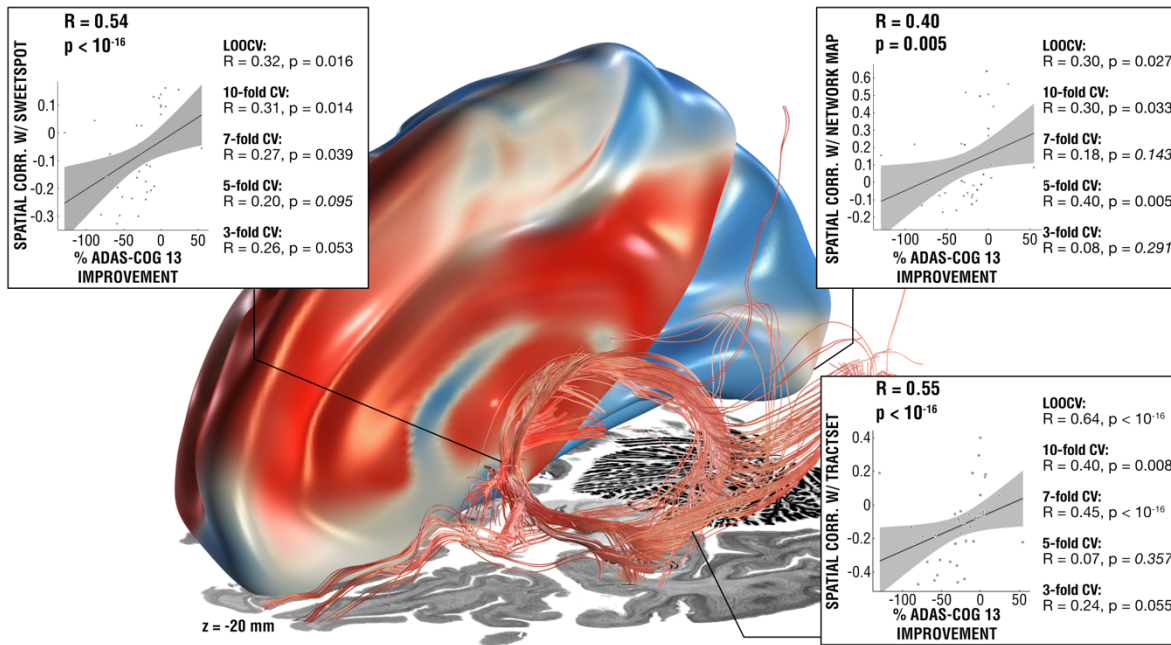 R = 0.54
p < 10-16
LOOCV:
R = 0.32, p = 0.016
10-fold CV:
R = 0.31, p = 0.014
7-fold CV:
R = 0.27, p = 0.039
5-fold CV:
R = 0.20, p = 0.095
3-fold CV:
R = 0.26, p = 0.053
SPATIAL CORR. W/ SWEETSPOT
0.1
0
-0.1
-0.2
-0.3
-100 -50 0 50
% ADAS-COG 13
IMPROVEMENT
R = 0.40
p = 0.005
LOOCV:
R = 0.30, p = 0.027
10-fold CV:
R = 0.30, p = 0.033
7-fold CV:
R = 0.18, p = 0.143
5-fold CV:
R = 0.40, p = 0.005
3-fold CV:
R = 0.08, p = 0.291
SPATIAL CORR. W/ NETWORK MAP
0.6
0.5
0.4
0.3
0.2
0.1
0
-0.1
-0.2
-100 -50 0 50
% ADAS-COG 13
IMPROVEMENT
R = 0.55
p < 10-16
LOOCV:
R = 0.64, p < 10-16
10-fold CV:
R = 0.40, p = 0.008
7-fold CV:
R = 0.45, p < 10-16
5-fold CV:
R = 0.07, p = 0.357
3-fold CV:
R = 0.24, p = 0.055
SPATIAL CORR. W/ TRACTSET
0.4
0.2
0
-0.2
-0.4
-100 -50 0 50
% ADAS-COG 13
IMPROVEMENT
z = -20 mm